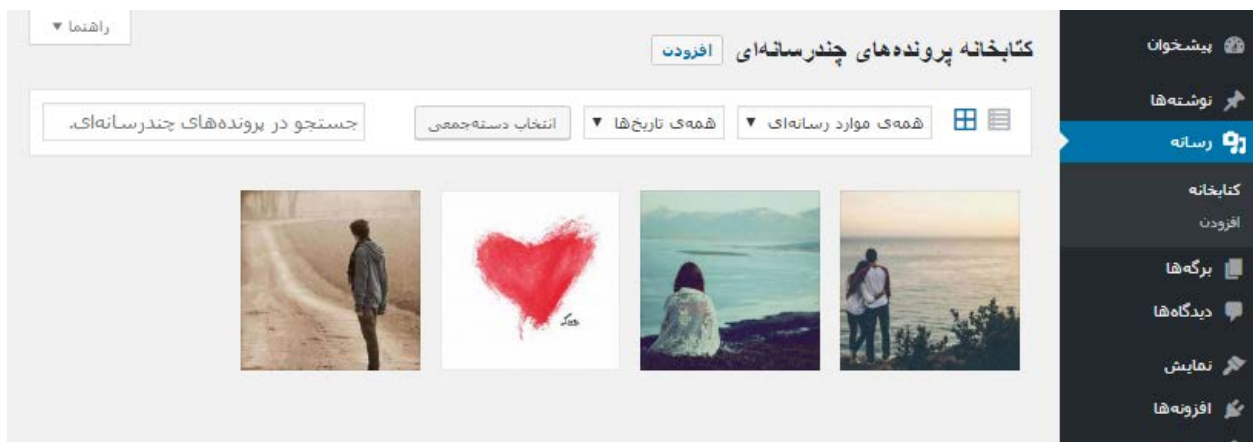 راهنما ▼
کتابخانه پرونده‌های چندرسانه‌ای افزودن
همه‌ی موارد رسانه‌ای ▼ همه‌ی تاریخ‌ها ▼ انتخاب دسته‌جمعی جستجو در پرونده‌های چندرسانه‌ای.
پیشخوان
نوشته‌ها
رسانه
کتابخانه
افزودن
برگه‌ها
دیدگاه‌ها
نمایش
افزونه‌ها